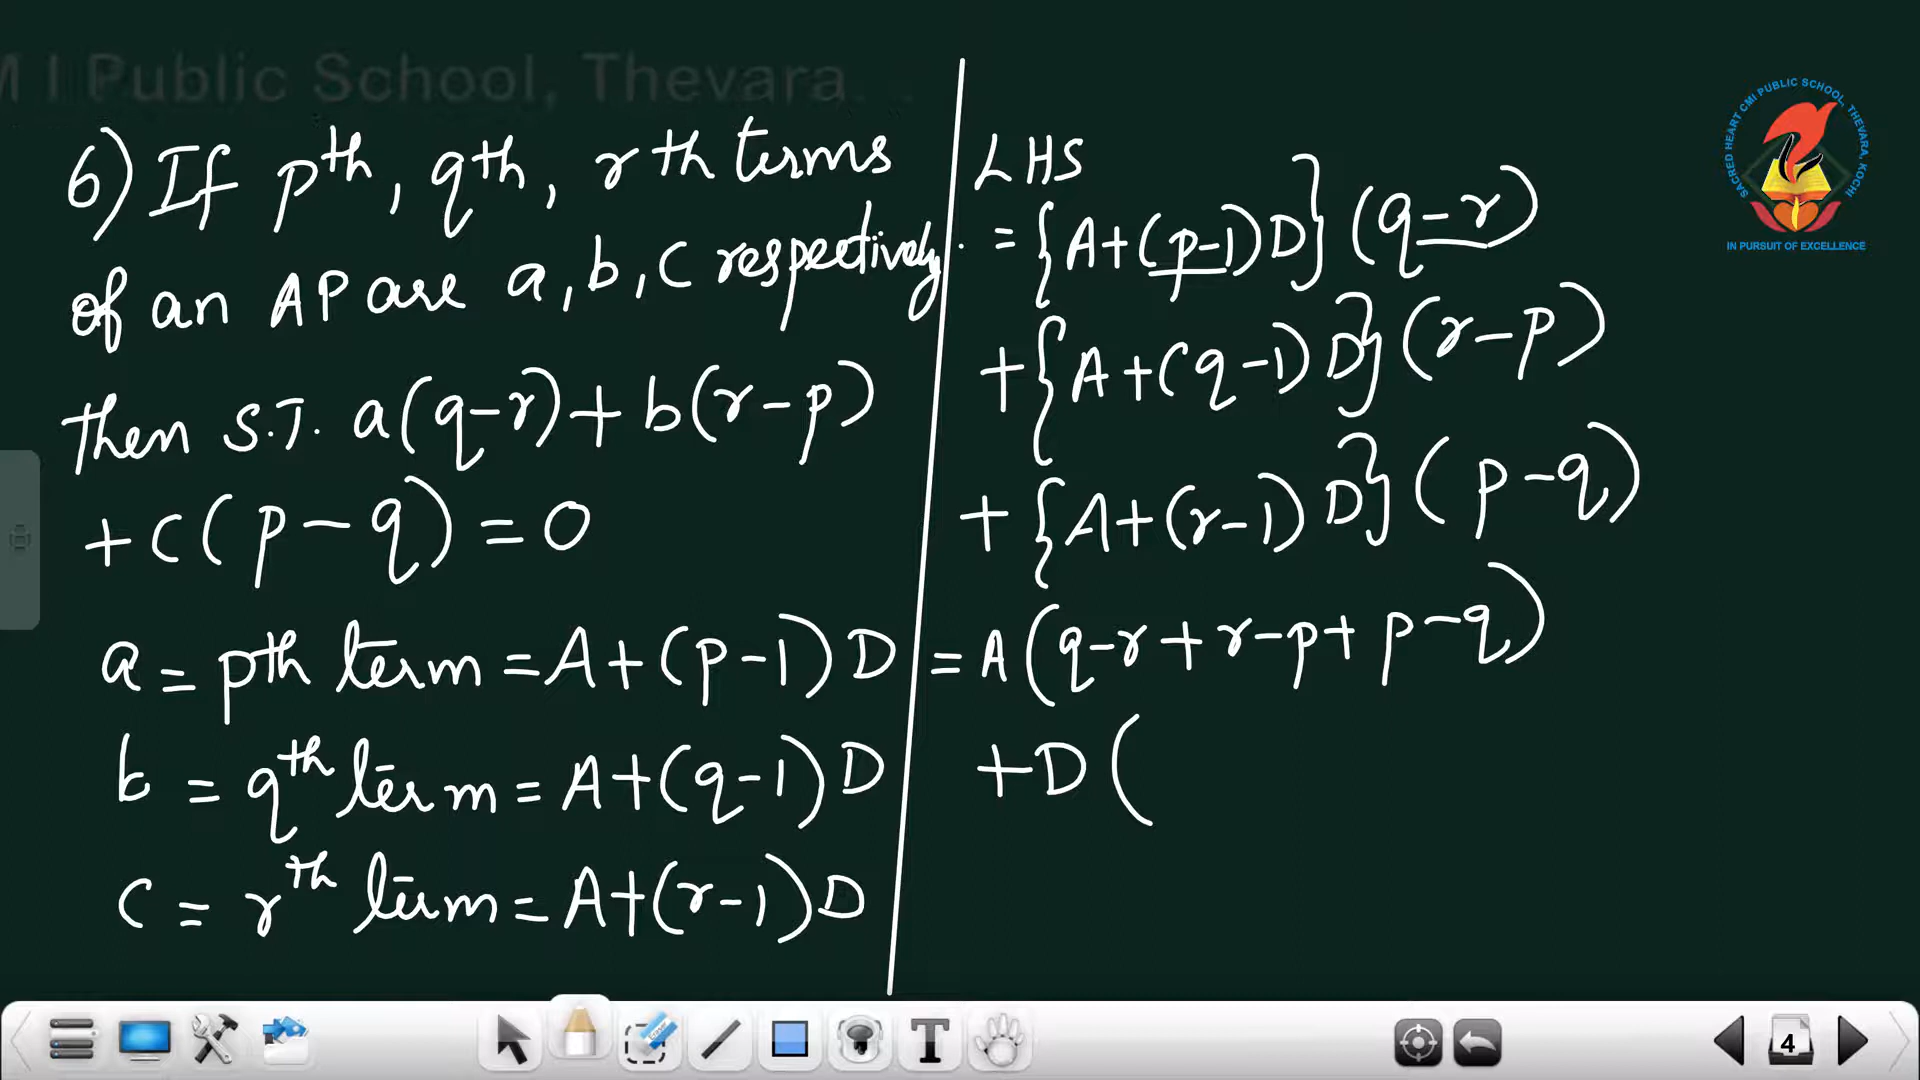 M I Public School, Thevara
6) If pth, qth, rth terms
of an AP are a, b, c respectively.
then S.T. a(q-r)+b(r-p)
+c(p-q)=0
a = pth term = A+(p-1)D
b = qth term = A+(q-1)D
c = rth term = A+(r-1)D
LHS
= {A+(p-1)D}(q-r)
+{A+(q-1)D}(r-p)
+{A+(r-1)D}(p-q)
= A(q-r+r-p+p-q)
+D(
SACRED HEART CMI PUBLIC SCHOOL, THEVARA, KOCHI
IN PURSUIT OF EXCELLENCE
T
4